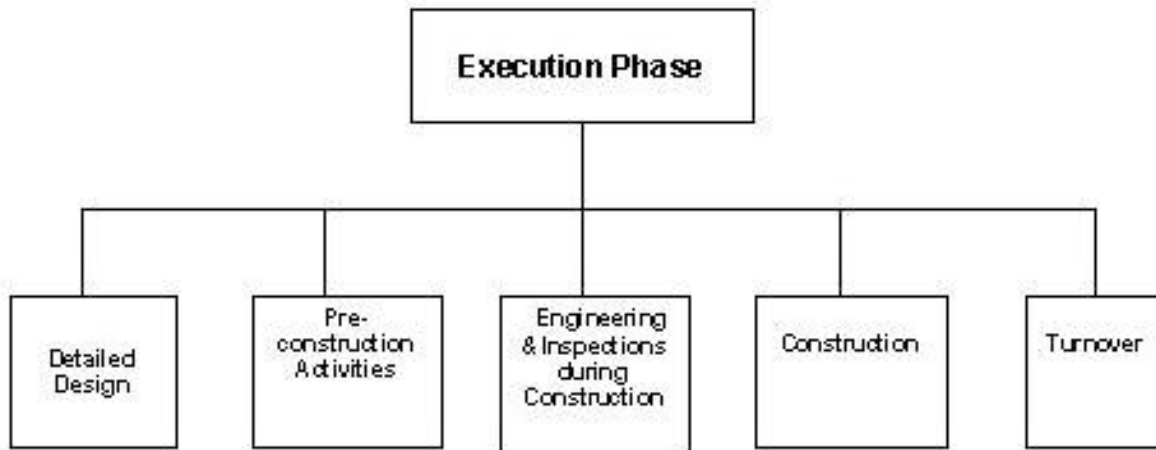 Execution Phase
Detailed
Design
Pre-
construction
Activities
Engineering
& Inspections
during
Construction
Construction
Turnover